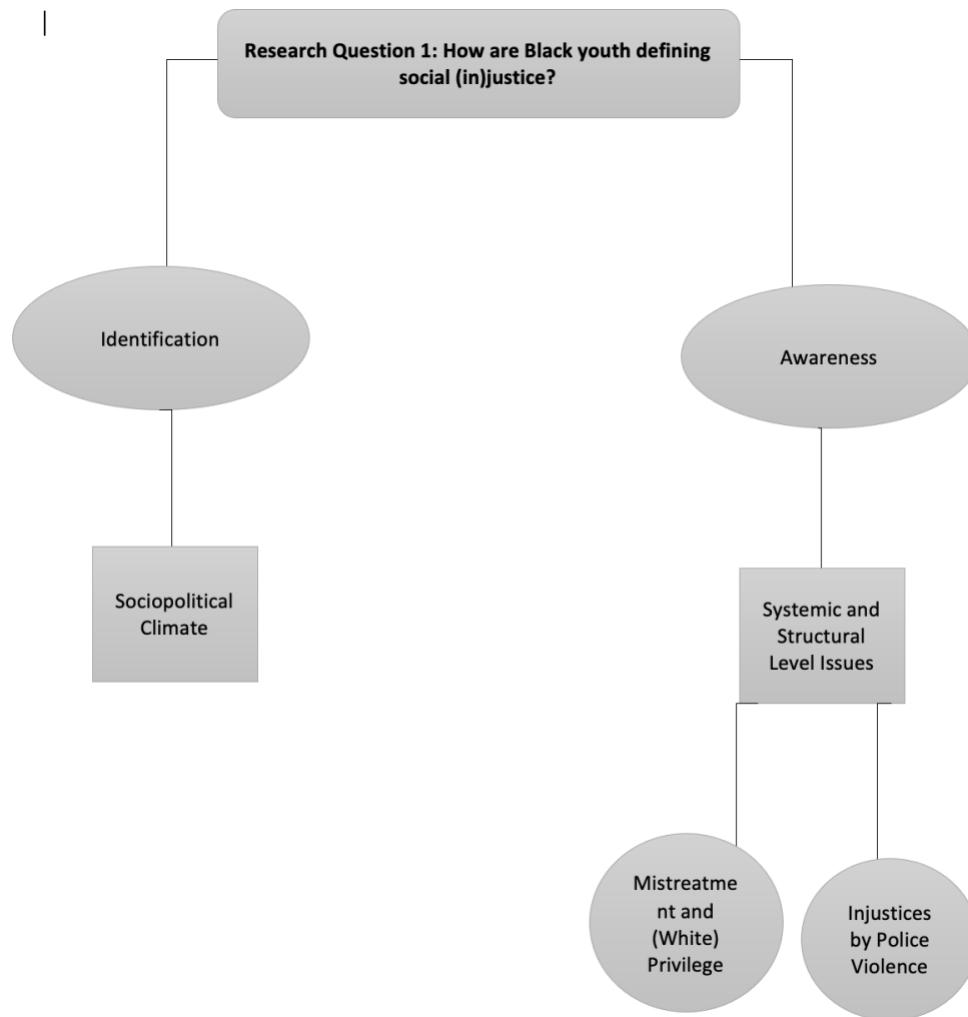 Research Question 1: How are Black youth defining
social (in)justice?
Identification
Awareness
Sociopolitical
Climate
Systemic and
Structural
Level Issues
Mistreatme
nt and
(White)
Privilege
Injustices
by Police
Violence